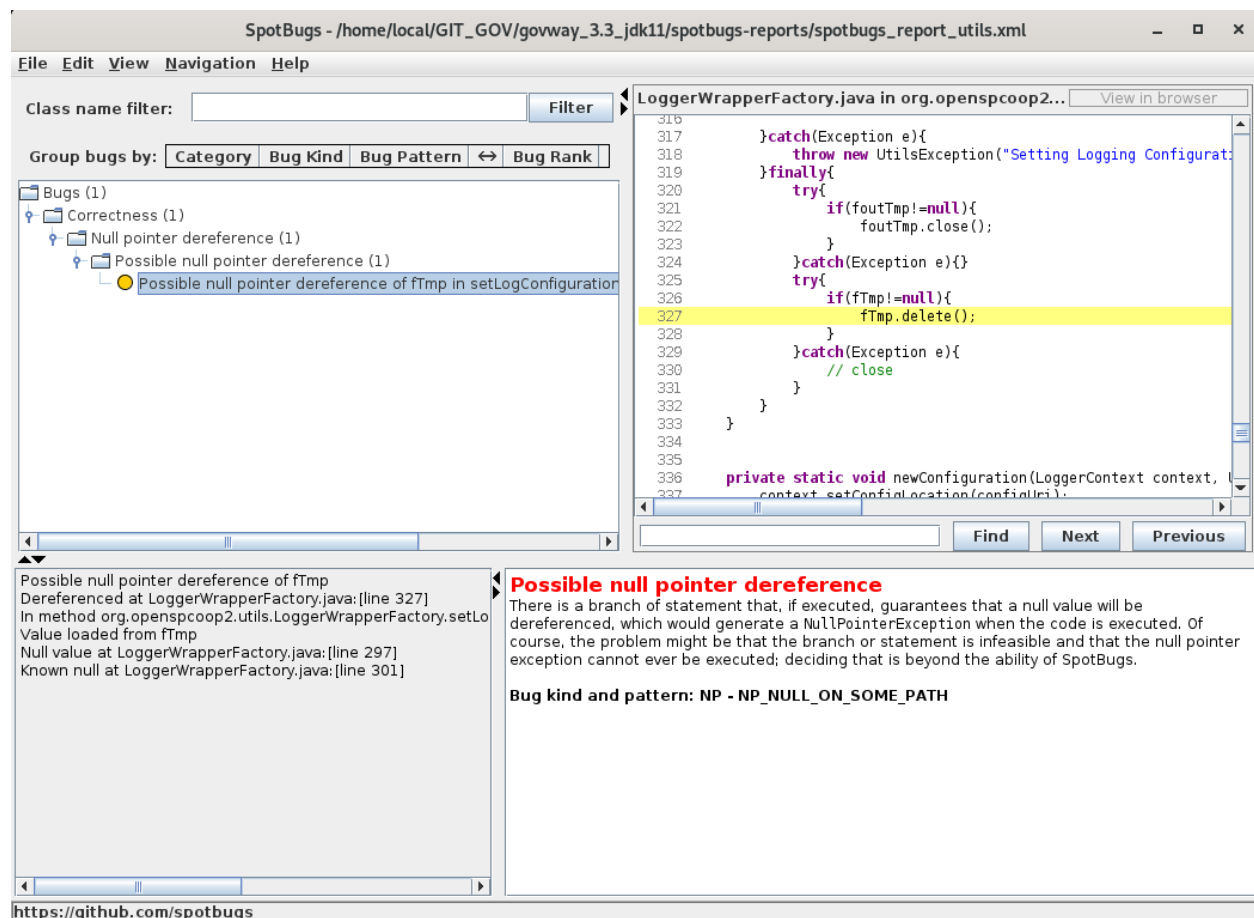 SpotBugs - /home/local/GIT_GOV/govway_3.3_jdk11/spotbugs-reports/spotbugs_report_utils.xml
File Edit View Navigation Help
Class name filter:
Filter
Group bugs by: Category Bug Kind Bug Pattern ↔ Bug Rank
Bugs (1)
Correctness (1)
Null pointer dereference (1)
Possible null pointer dereference (1)
Possible null pointer dereference of fTmp in setLogConfiguration
LoggerWrapperFactory.java in org.openspcoop2... View in browser
316
317 }catch(Exception e){
318 throw new UtilsException("Setting Logging Configurati
319 }finally{
320 try{
321 if(foutTmp!=null){
322 foutTmp.close();
323 }
324 }catch(Exception e){}
325 try{
326 if(fTmp!=null){
327 fTmp.delete();
328 }
329 }catch(Exception e){
330 // close
331 }
332 }
333 }
334
335
336 private static void newConfiguration(LoggerContext context,
337 context.setConfigLocation(configUri);
Find Next Previous
Possible null pointer dereference of fTmp
Dereferenced at LoggerWrapperFactory.java:[line 327]
In method org.openspcoop2.utils.LoggerWrapperFactory.setLo
Value loaded from fTmp
Null value at LoggerWrapperFactory.java:[line 297]
Known null at LoggerWrapperFactory.java:[line 301]
Possible null pointer dereference
There is a branch of statement that, if executed, guarantees that a null value will be
dereferenced, which would generate a NullPointerException when the code is executed. Of
course, the problem might be that the branch or statement is infeasible and that the null pointer
exception cannot ever be executed; deciding that is beyond the ability of SpotBugs.
Bug kind and pattern: NP - NP_NULL_ON_SOME_PATH
https://github.com/spotbugs